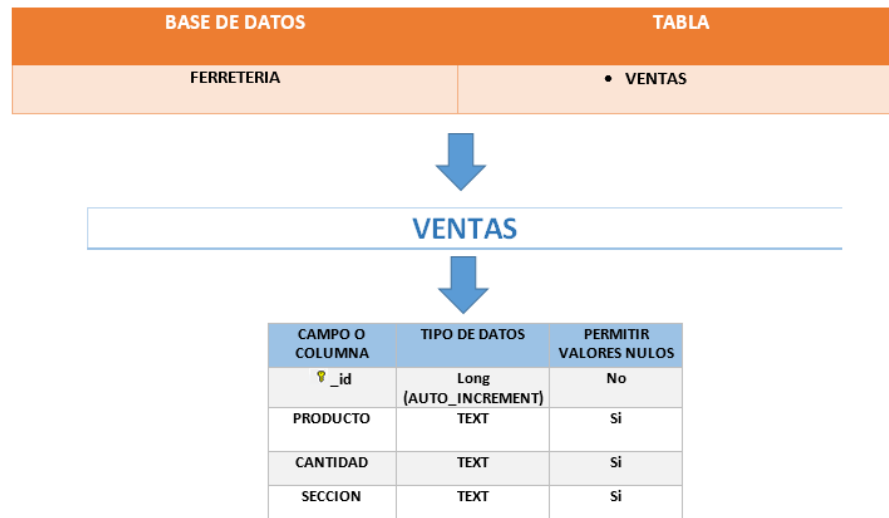 BASE DE DATOS TABLA
FERRETERIA • VENTAS
VENTAS
CAMPO O TIPO DE DATOS PERMITIR
COLUMNA VALORES NULOS
_id Long No
(AUTO_INCREMENT)
PRODUCTO TEXT Si
CANTIDAD TEXT Si
SECCION TEXT Si